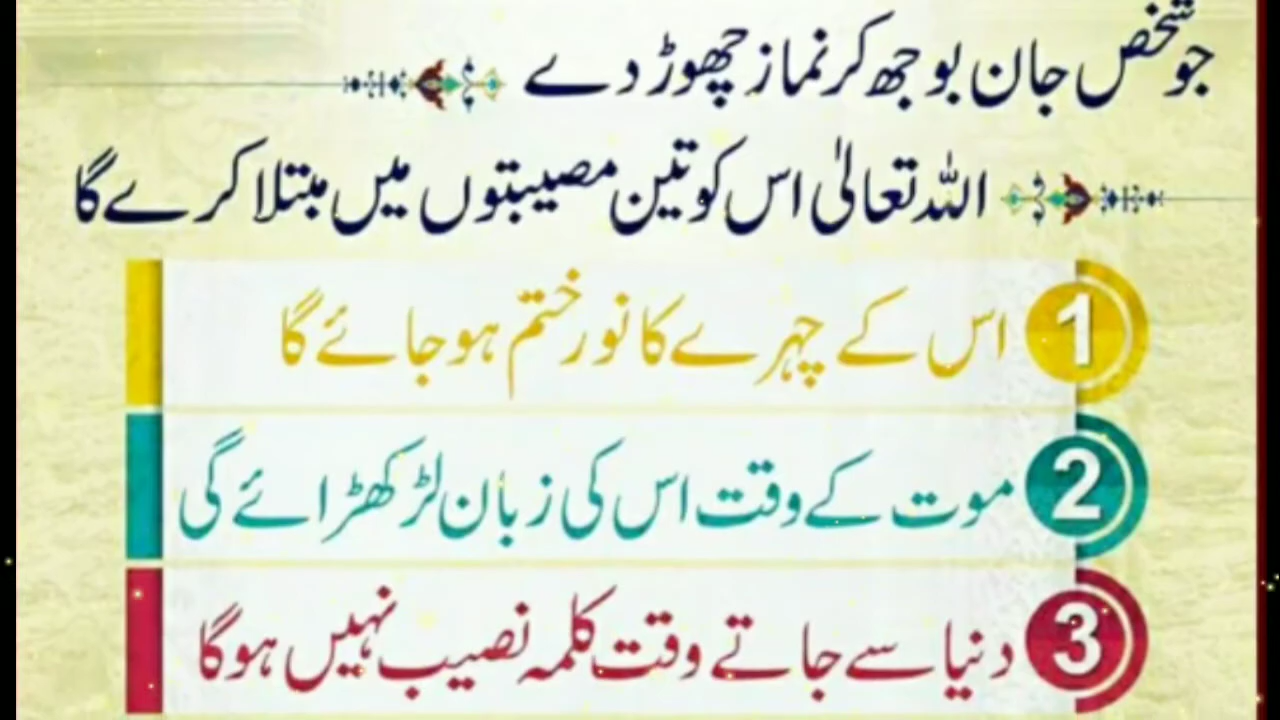 جو شخص جان بوجھ کر نماز چھوڑ دے
اللہ تعالیٰ اس کو تین مصیبتوں میں مبتلا کرے گا
1 اس کے چہرے کا نور ختم ہو جائے گا
2 موت کے وقت اس کی زبان لڑکھڑائے گی
3 دنیا سے جاتے وقت کلمہ نصیب نہیں ہوگا